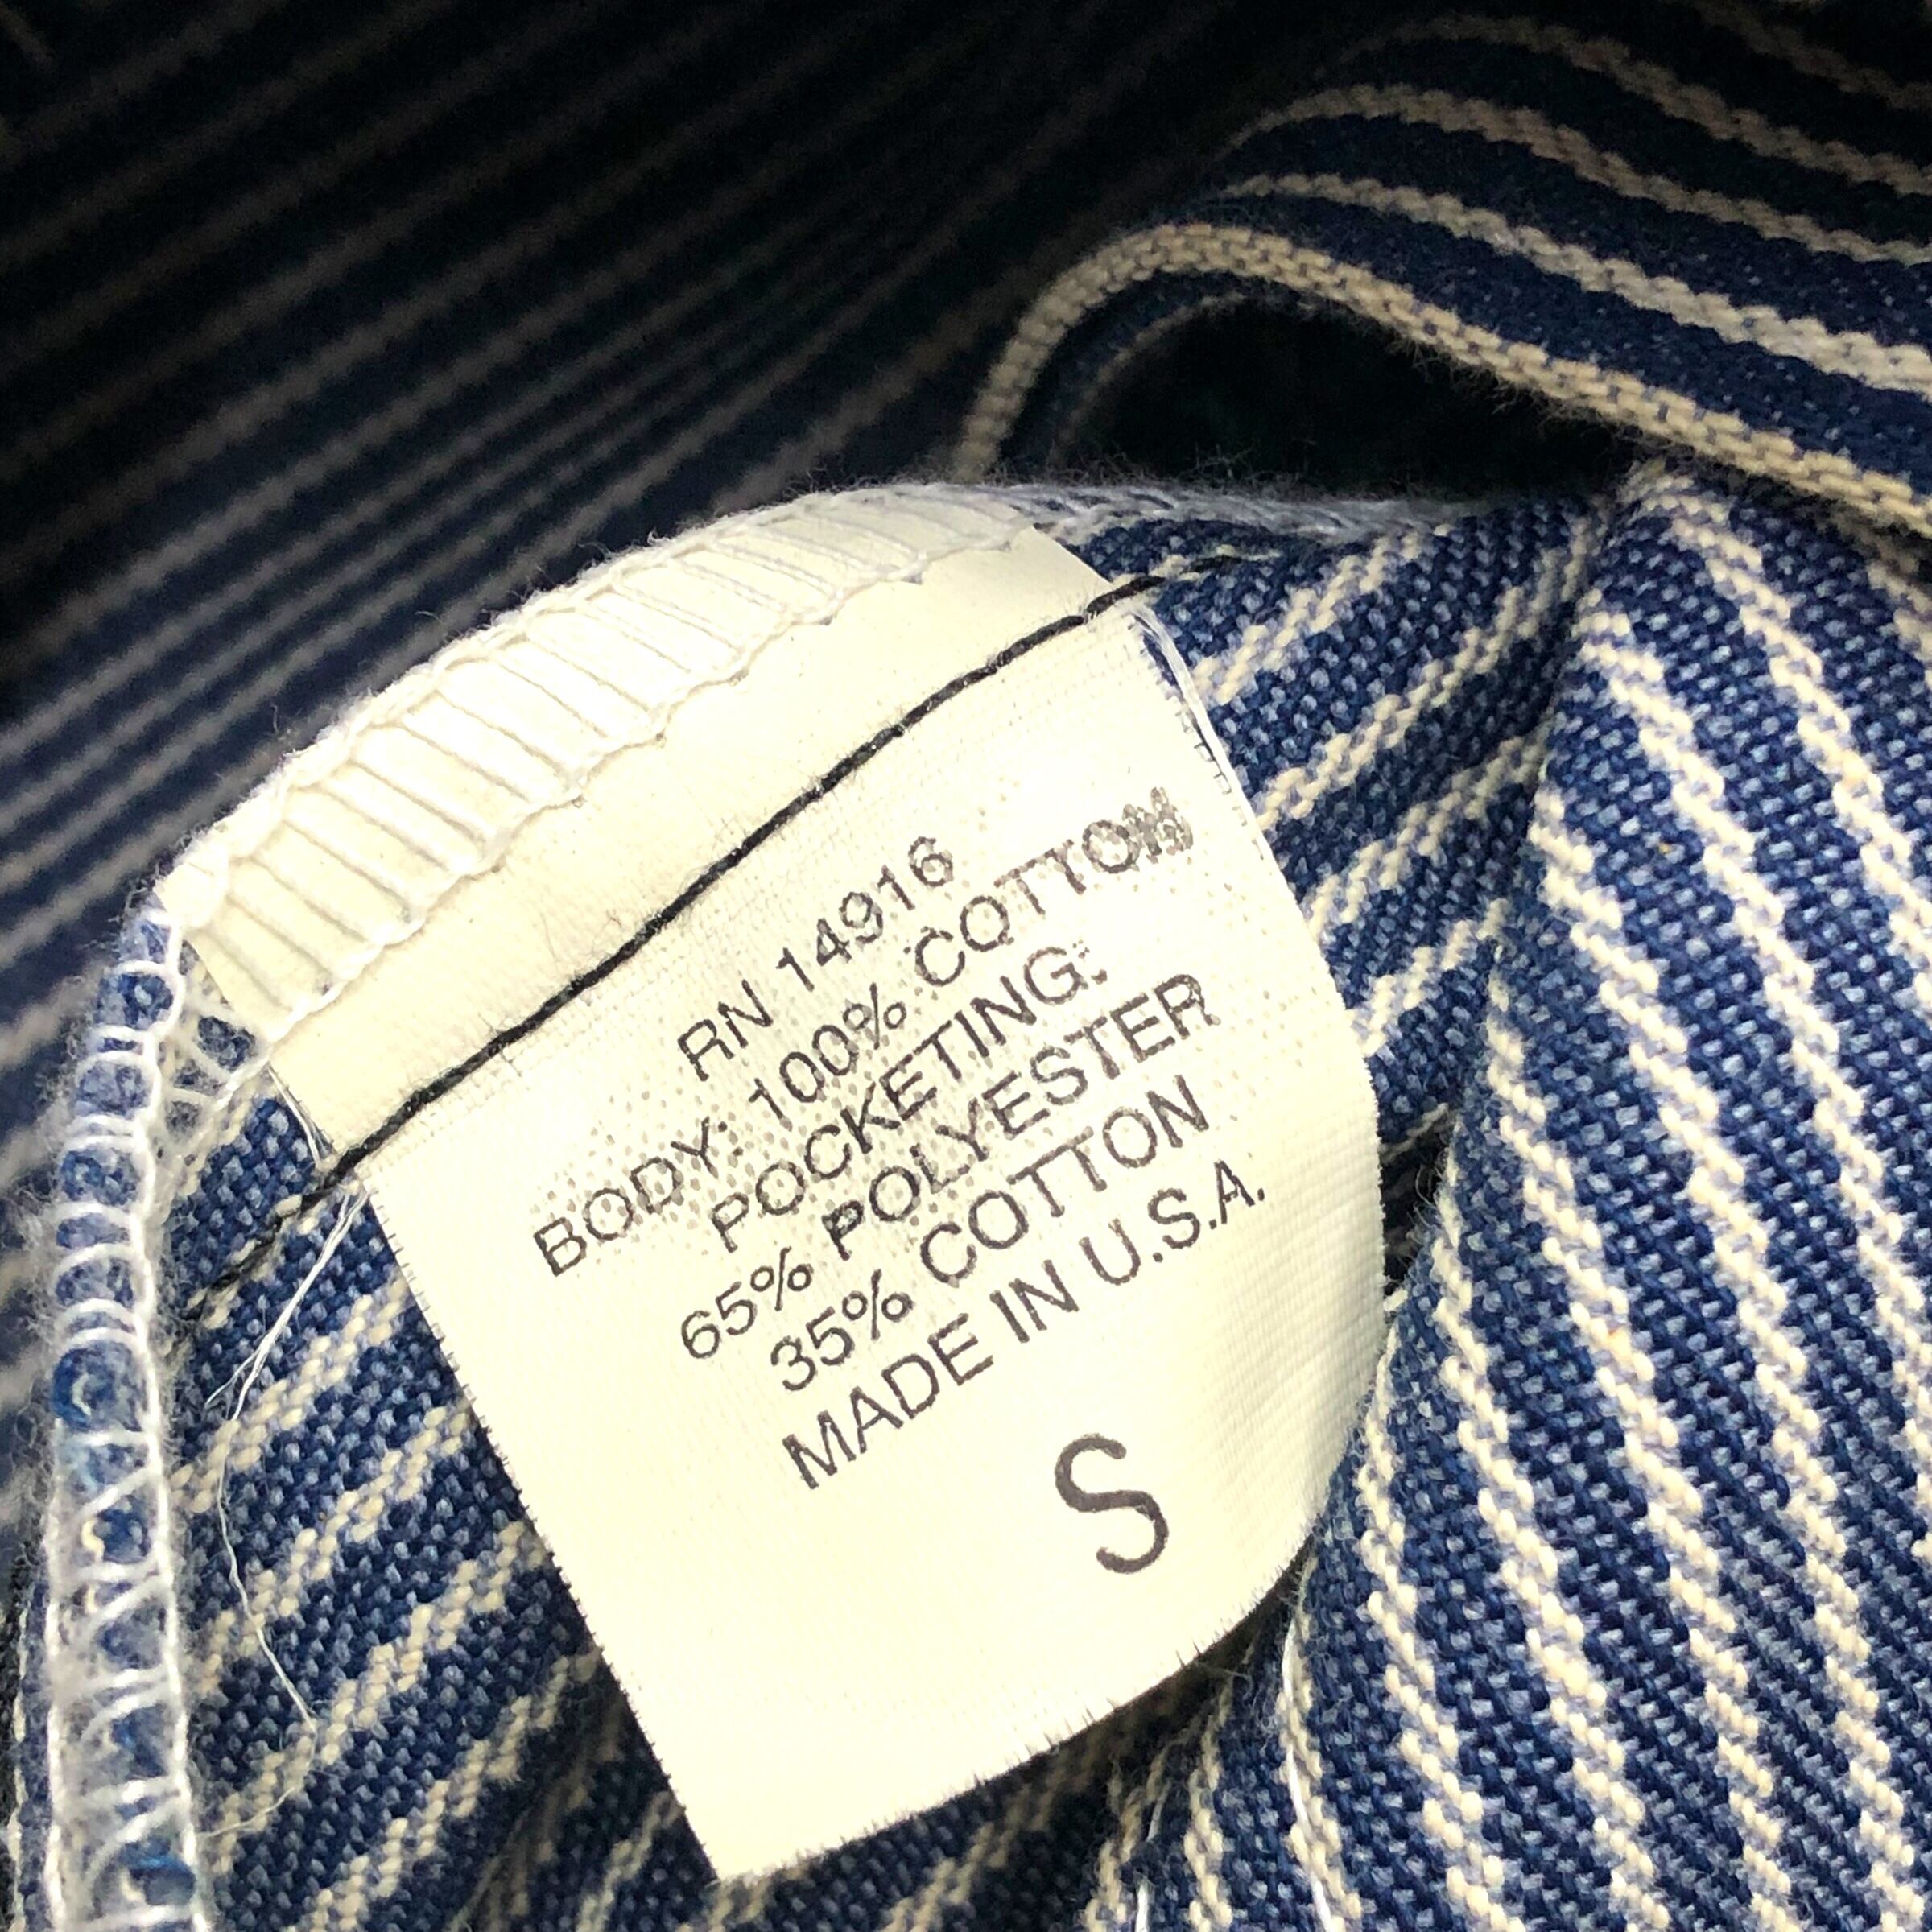 RN 14916
BODY: 100% COTTON
POCKETING:
65% POLYESTER
35% COTTON
MADE IN U.S.A.
S